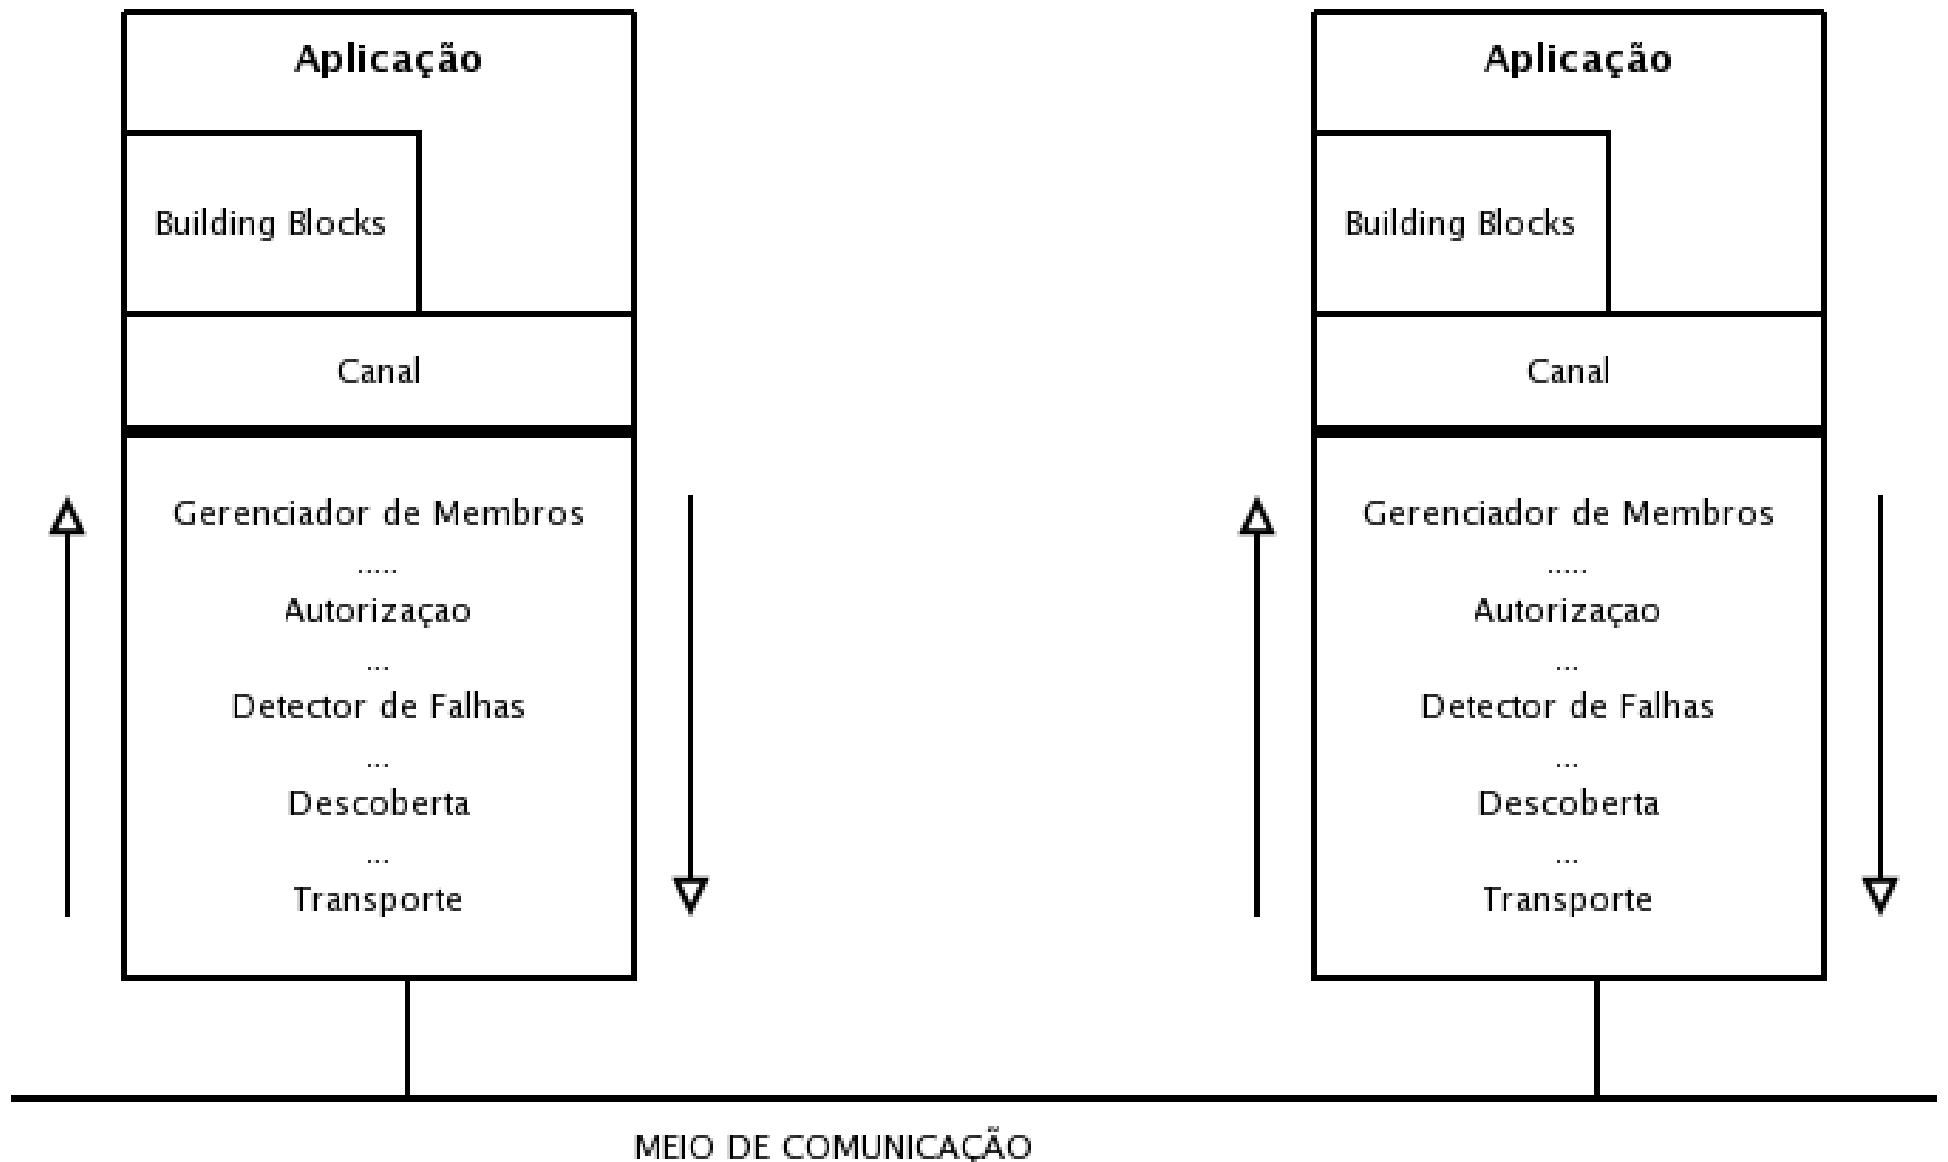 Aplicação
Building Blocks
Canal
Gerenciador de Membros
.....
Autorizaçao
...
Detector de Falhas
...
Descoberta
...
Transporte
Aplicação
Building Blocks
Canal
Gerenciador de Membros
.....
Autorizaçao
...
Detector de Falhas
...
Descoberta
...
Transporte
MEIO DE COMUNICAÇÃO